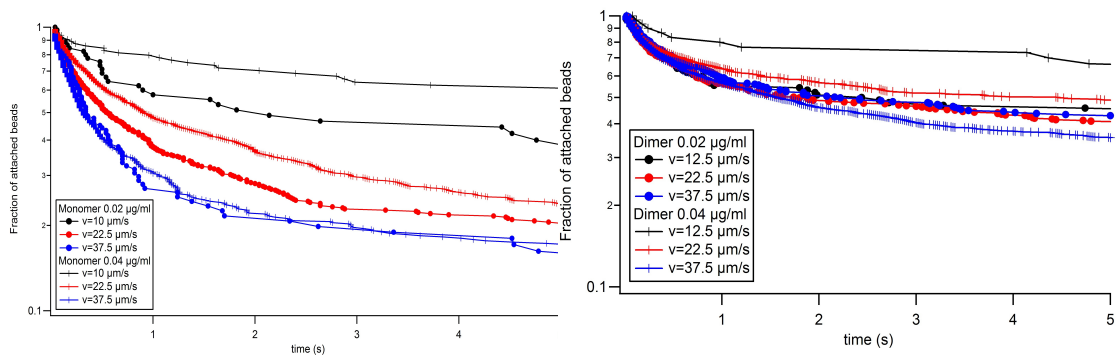 Fraction of attached beads
1
9
8
7
6
5
4
3
2
0.1
Monomer 0.02 µg/ml
v=10 µm/s
v=22.5 µm/s
v=37.5 µm/s
Monomer 0.04 µg/ml
v=10 µm/s
v=22.5 µm/s
v=37.5 µm/s
1
2
3
4
time (s)
Fraction of attached beads
1
9
8
7
6
5
4
3
2
0.1
Dimer 0.02 µg/ml
v=12.5 µm/s
v=22.5 µm/s
v=37.5 µm/s
Dimer 0.04 µg/ml
v=12.5 µm/s
v=22.5 µm/s
v=37.5 µm/s
1
2
3
4
5
time (s)